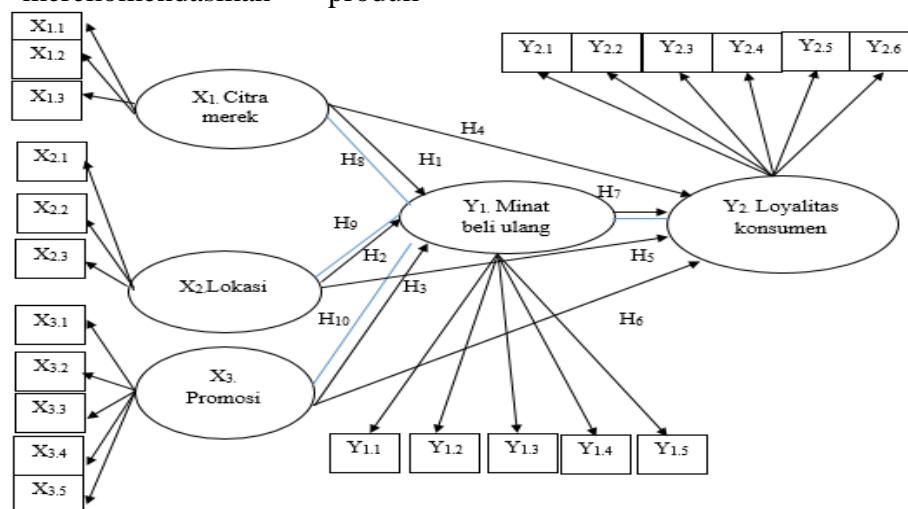 merekomendasikan produk
X1.1
X1.2
X1.3
X2.1
X2.2
X2.3
X3.1
X3.2
X3.3
X3.4
X3.5
X1. Citra
merek
X2.Lokasi
X3.
Promosi
H8
H1
H4
H9
H2
H3
H10
H7
H5
H6
Y1. Minat
beli ulang
Y1.1 Y1.2 Y1.3 Y1.4 Y1.5
Y2.1 Y2.2 Y2.3 Y2.4 Y2.5 Y2.6
Y2. Loyalitas
konsumen